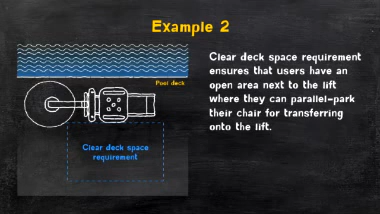 Example 2
Pool deck
Clear deck space
requirement
Clear deck space requirement
ensures that users have an
open area next to the lift
where they can parallel-park
their chair for transferring
onto the lift.